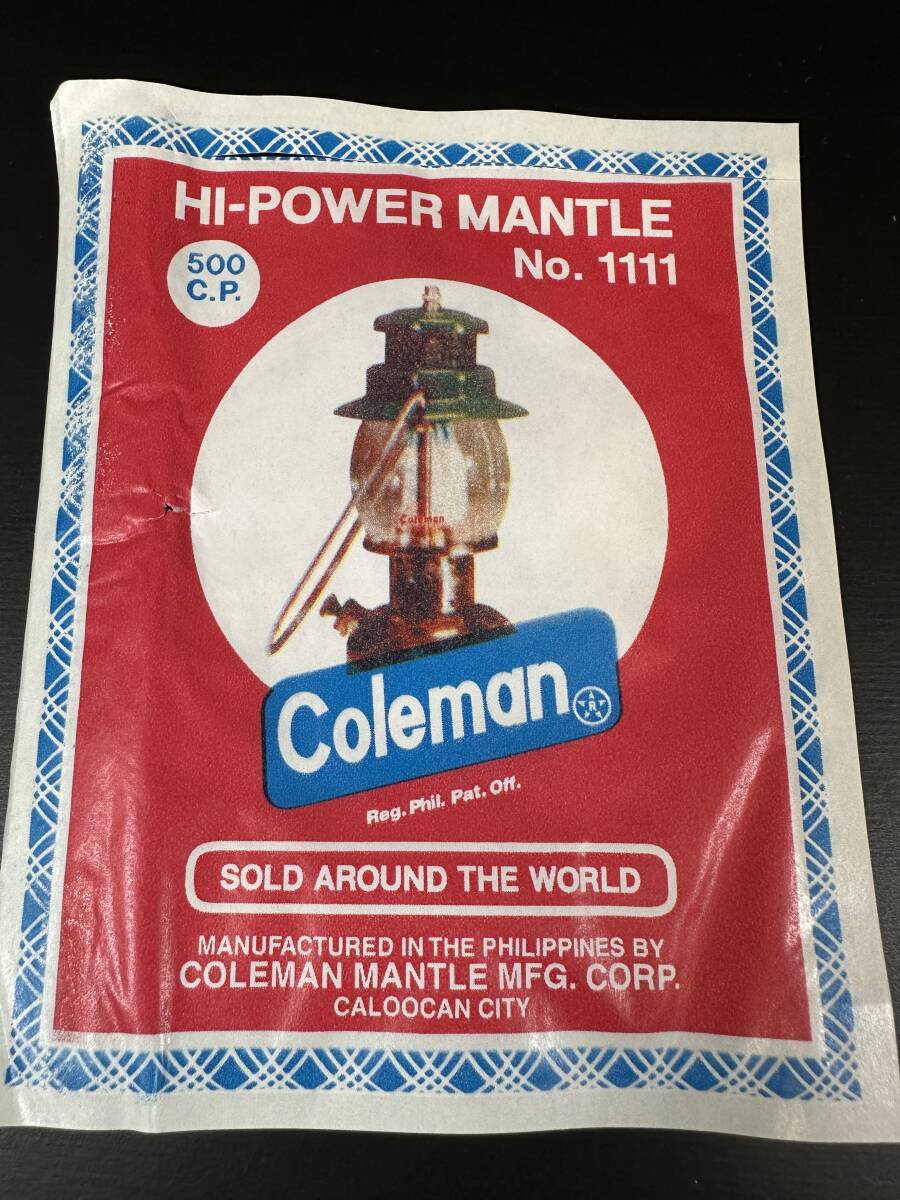 HI-POWER MANTLE
No. 1111
500
C.P.
Coleman
Coleman
R
Reg. Phil. Pat. Off.
SOLD AROUND THE WORLD
MANUFACTURED IN THE PHILIPPINES BY
COLEMAN MANTLE MFG. CORP.
CALOOCAN CITY